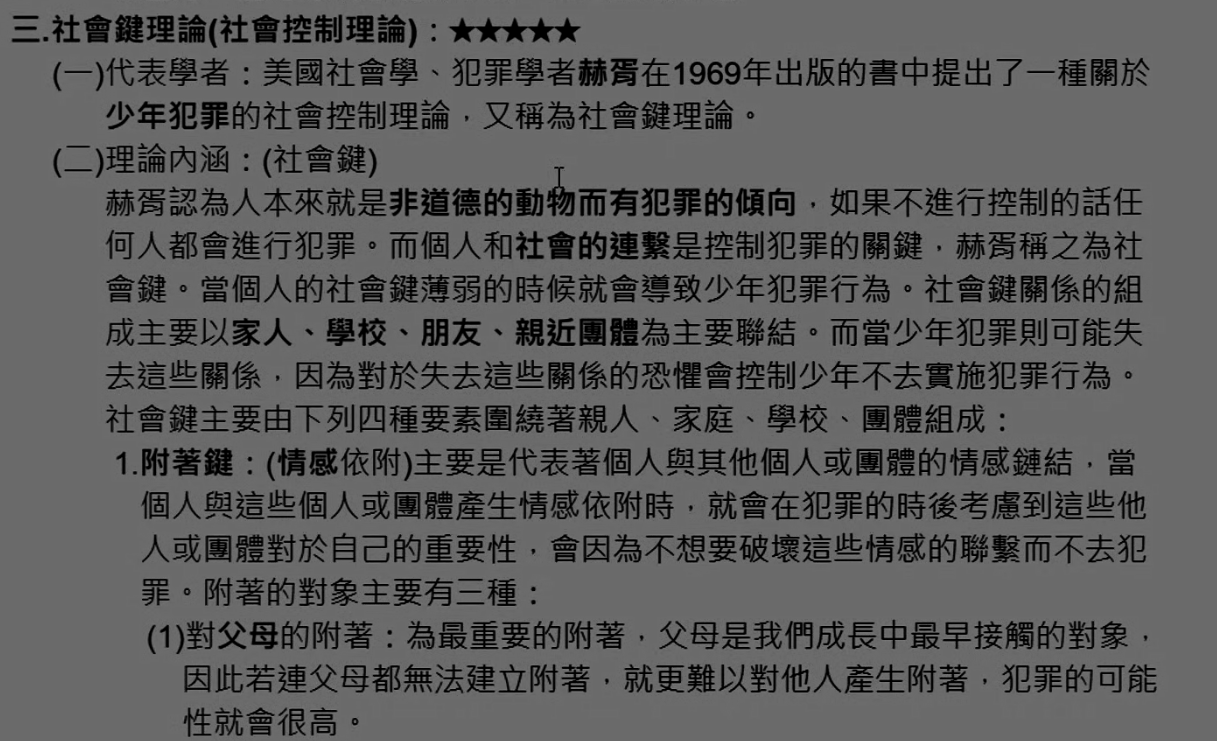 三.社會鍵理論(社會控制理論)：★★★★★
(一)代表學者：美國社會學、犯罪學者赫胥在1969年出版的書中提出了一種關於
少年犯罪的社會控制理論，又稱為社會鍵理論。
(二)理論內涵：(社會鍵)
赫胥認為人本來就是非道德的動物而有犯罪的傾向，如果不進行控制的話任
何人都會進行犯罪。而個人和社會的連繫是控制犯罪的關鍵，赫胥稱之為社
會鍵。當個人的社會鍵薄弱的時候就會導致少年犯罪行為。社會鍵關係的組
成主要以家人、學校、朋友、親近團體為主要聯結。而當少年犯罪則可能失
去這些關係，因為對於失去這些關係的恐懼會控制少年不去實施犯罪行為。
社會鍵主要由下列四種要素圍繞著親人、家庭、學校、團體組成：
1.附著鍵：(情感依附)主要是代表著個人與其他個人或團體的情感鏈結，當
個人與這些個人或團體產生情感依附時，就會在犯罪的時後考慮到這些他
人或團體對於自己的重要性，會因為不想要破壞這些情感的聯繫而不去犯
罪。附著的對象主要有三種：
(1)對父母的附著：為最重要的附著，父母是我們成長中最早接觸的對象，
因此若連父母都無法建立附著，就更難以對他人產生附著，犯罪的可能
性就會很高。